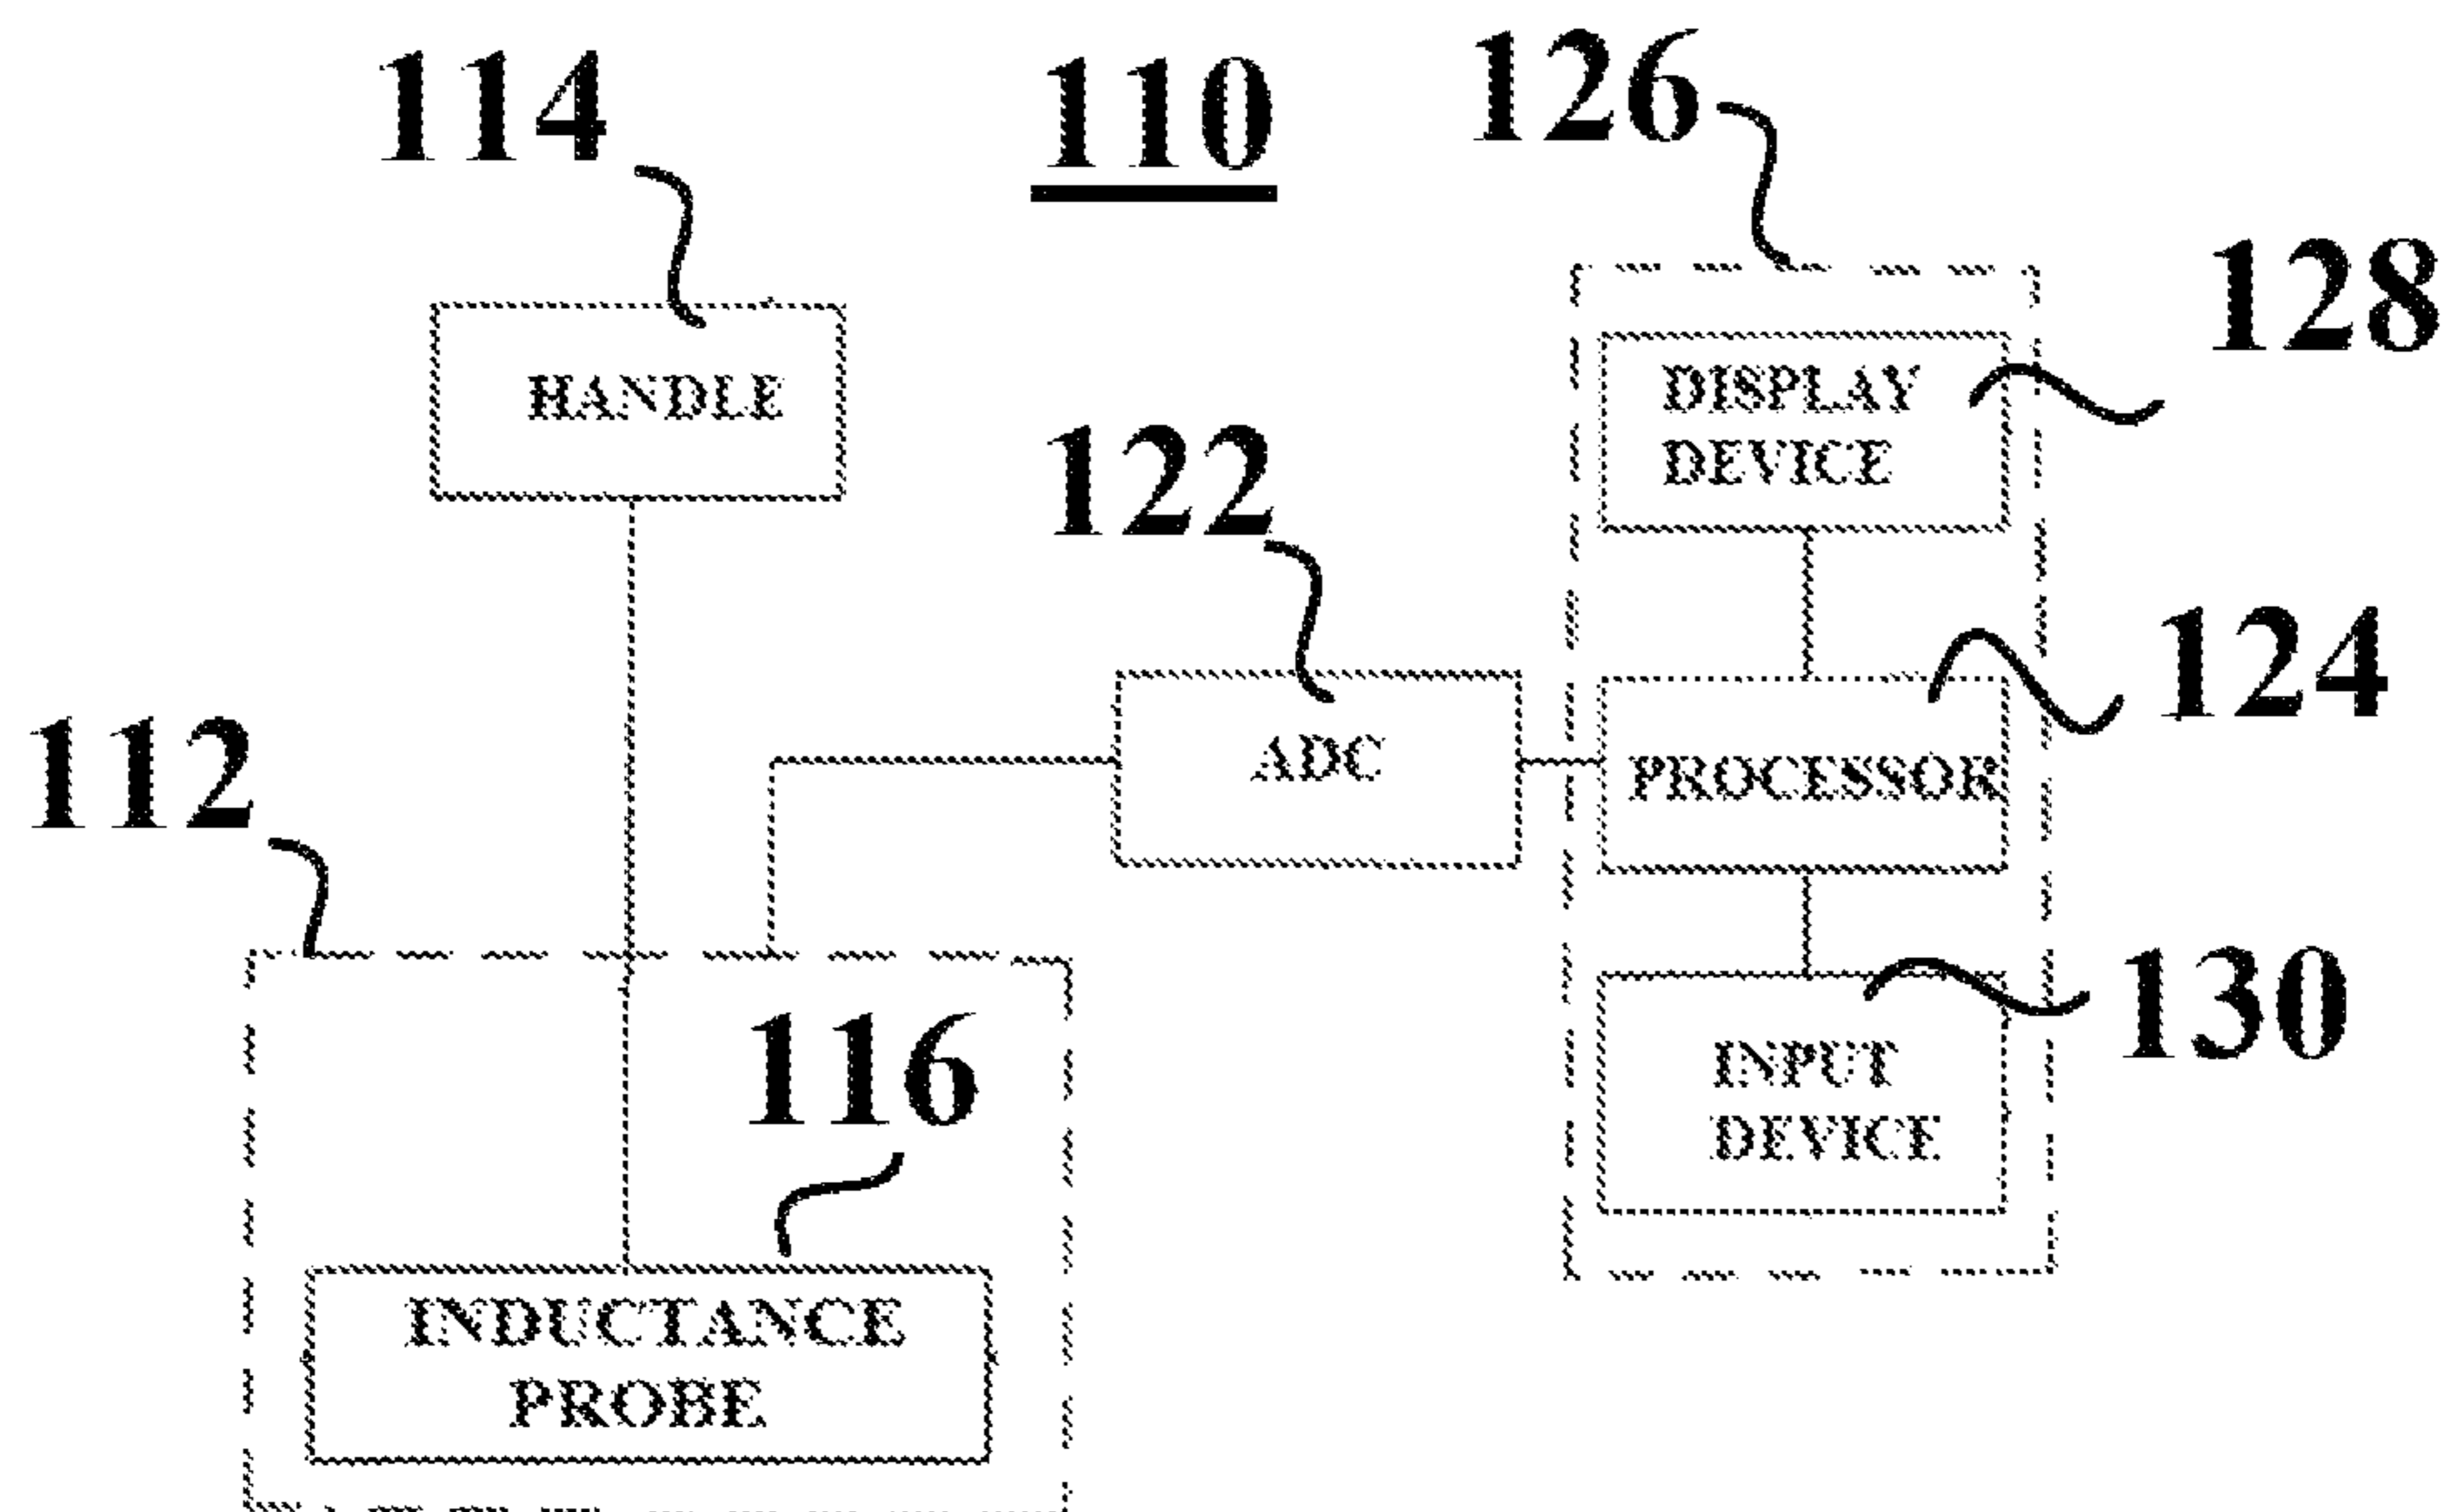 114
110
126
128
HANDLE
DISPLAY
DEVICE
122
124
112
ADC
PROCESSOR
116
130
INPUT
DEVICE
INDUCTANCE
PROBE